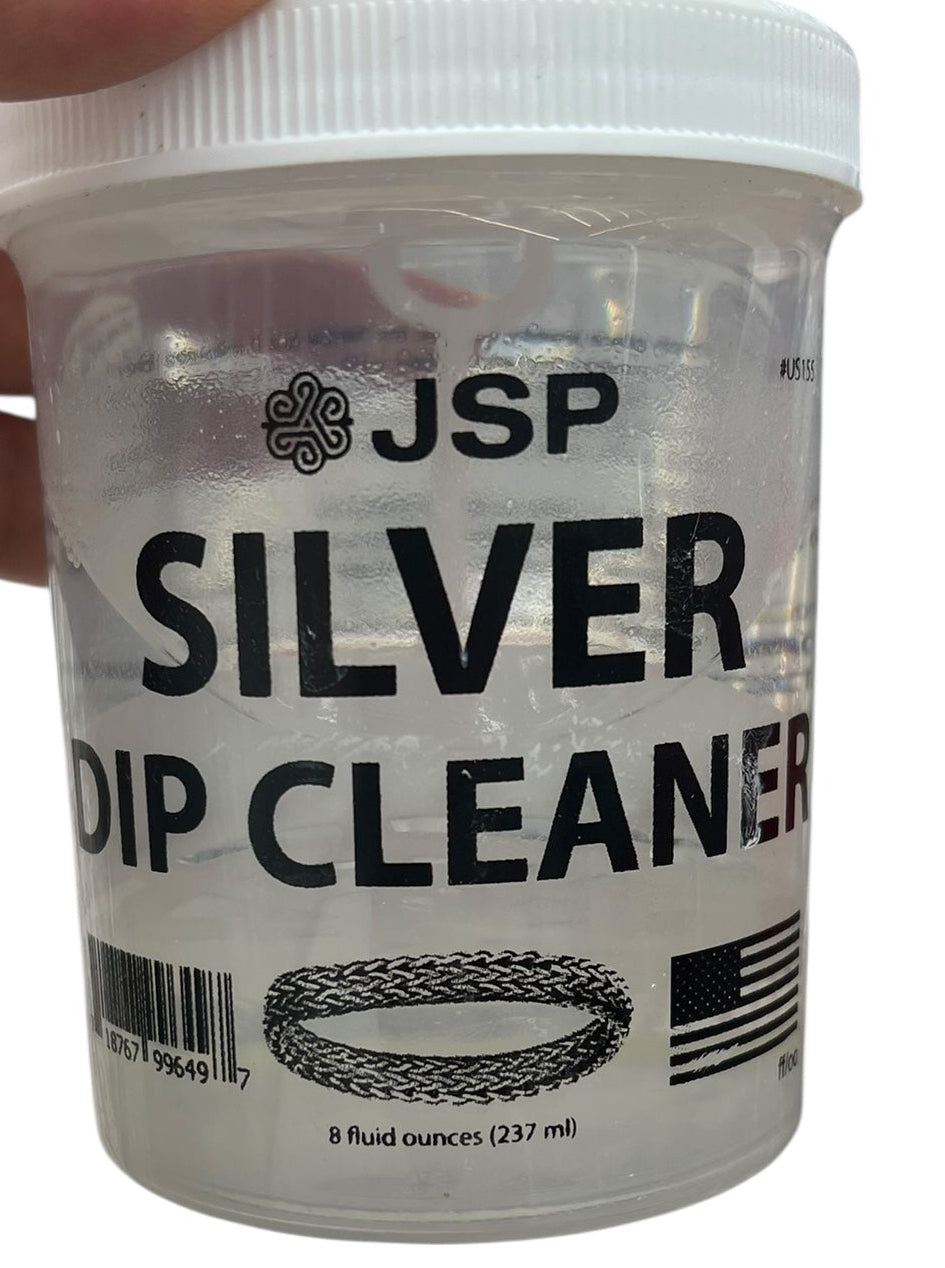 JSP
#US155
SILVER
DIP CLEANER
18767 99649 7
8 fluid ounces (237 ml)